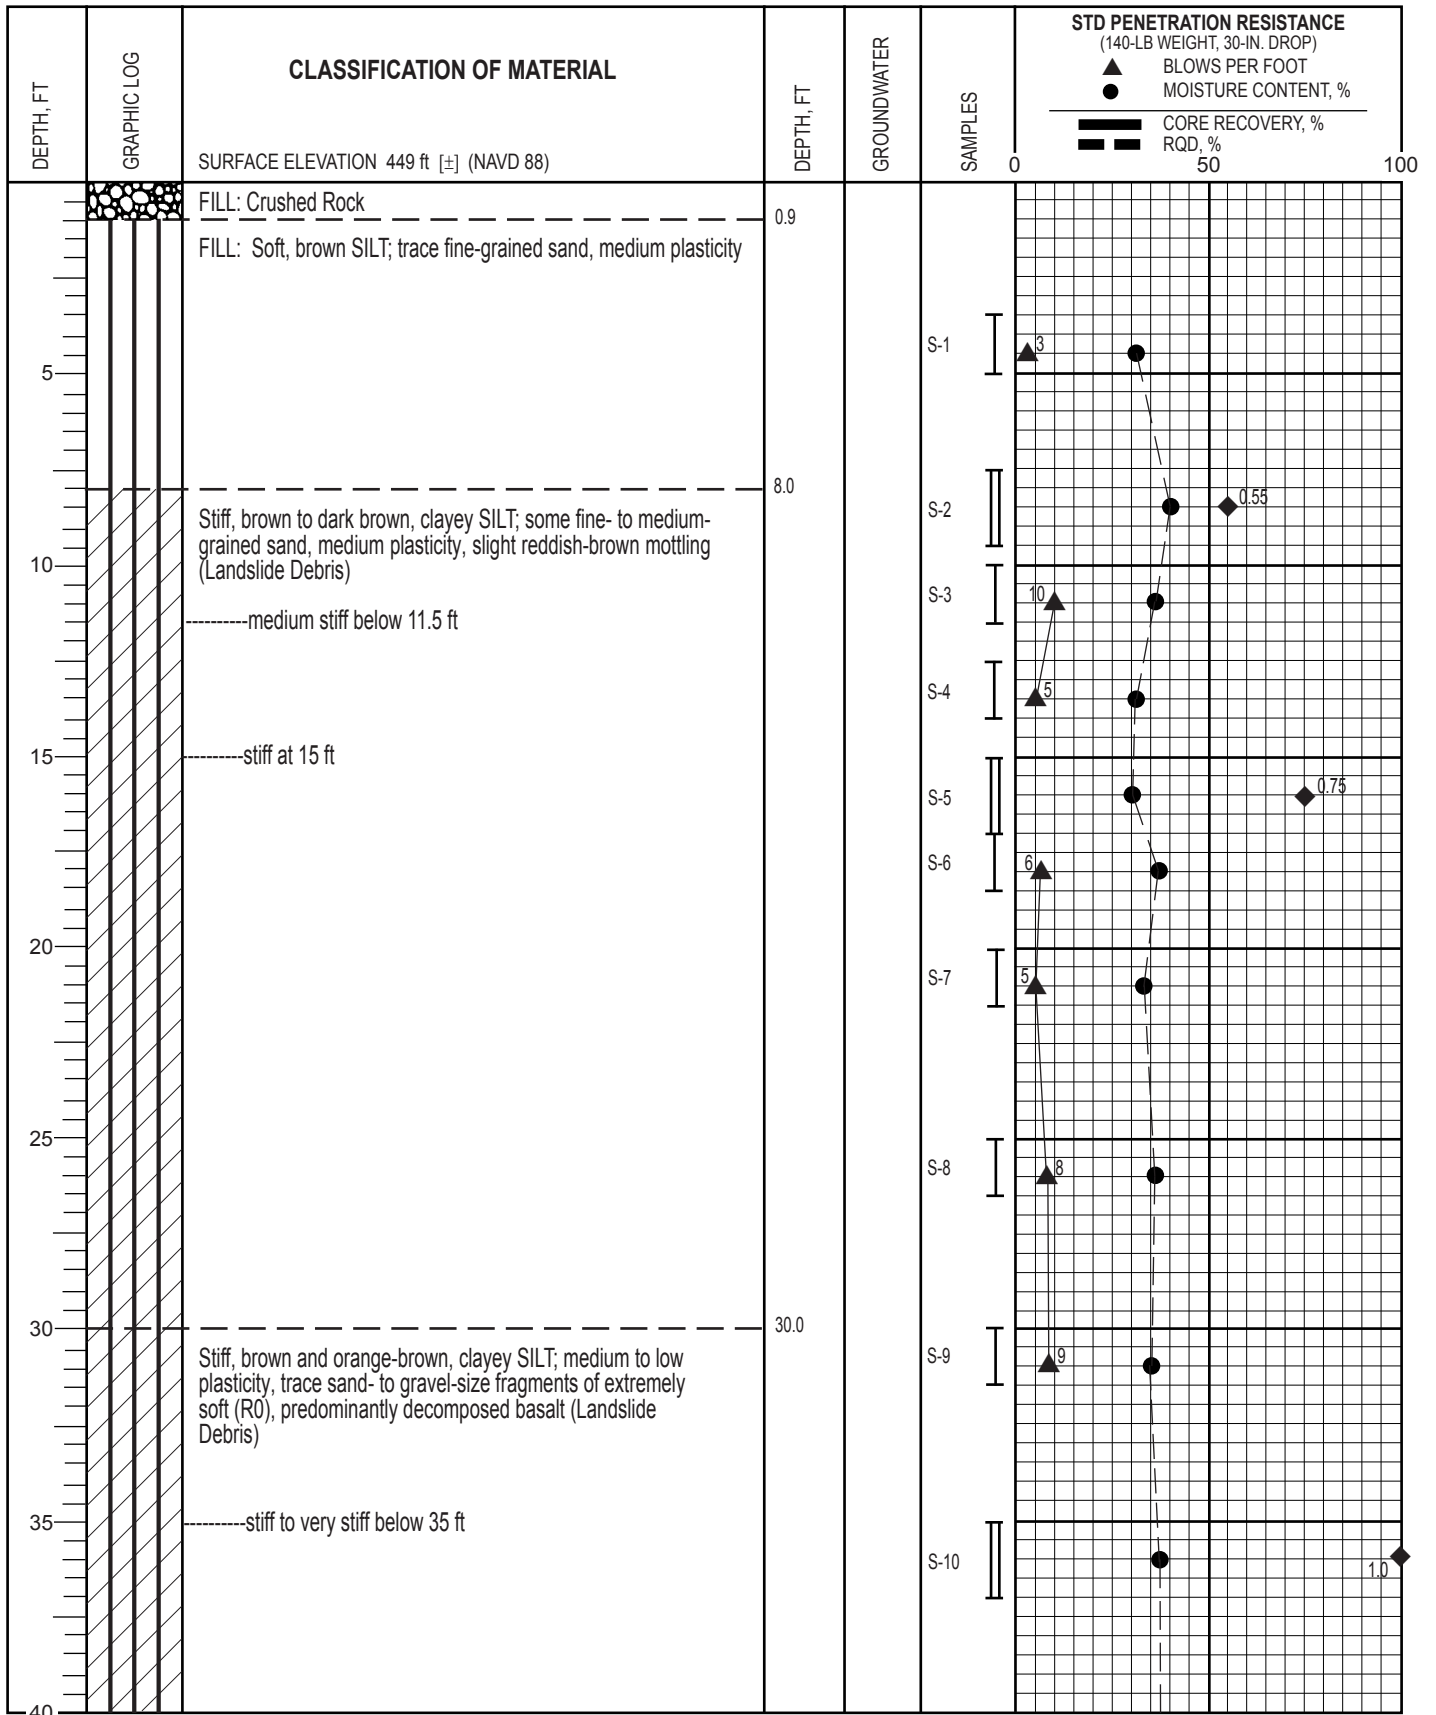 DEPTH, FT
GRAPHIC LOG
CLASSIFICATION OF MATERIAL
SURFACE ELEVATION 449 ft [±] (NAVD 88)
DEPTH, FT
GROUNDWATER
SAMPLES
STD PENETRATION RESISTANCE
(140-LB WEIGHT, 30-IN. DROP)
BLOWS PER FOOT
MOISTURE CONTENT, %
CORE RECOVERY, %
RQD, %
0 50 100
FILL: Crushed Rock
0.9
FILL: Soft, brown SILT; trace fine-grained sand, medium plasticity
S-1
3
5
8.0
S-2
0.55
Stiff, brown to dark brown, clayey SILT; some fine- to medium-
grained sand, medium plasticity, slight reddish-brown mottling
(Landslide Debris)
10
S-3
10
medium stiff below 11.5 ft
S-4
5
15
stiff at 15 ft
S-5
0.75
S-6
6
20
S-7
5
25
S-8
8
30
30.0
S-9
9
Stiff, brown and orange-brown, clayey SILT; medium to low
plasticity, trace sand- to gravel-size fragments of extremely
soft (R0), predominantly decomposed basalt (Landslide
Debris)
35
stiff to very stiff below 35 ft
S-10
1.0
40